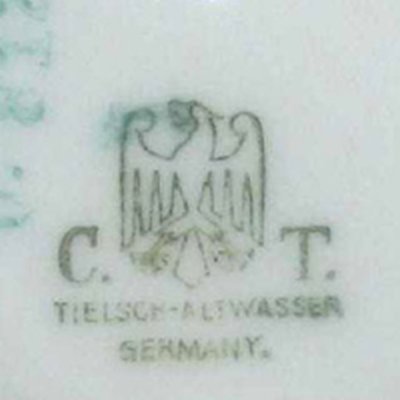 C. T.
TIELSCH-ALTWASSER
GERMANY.